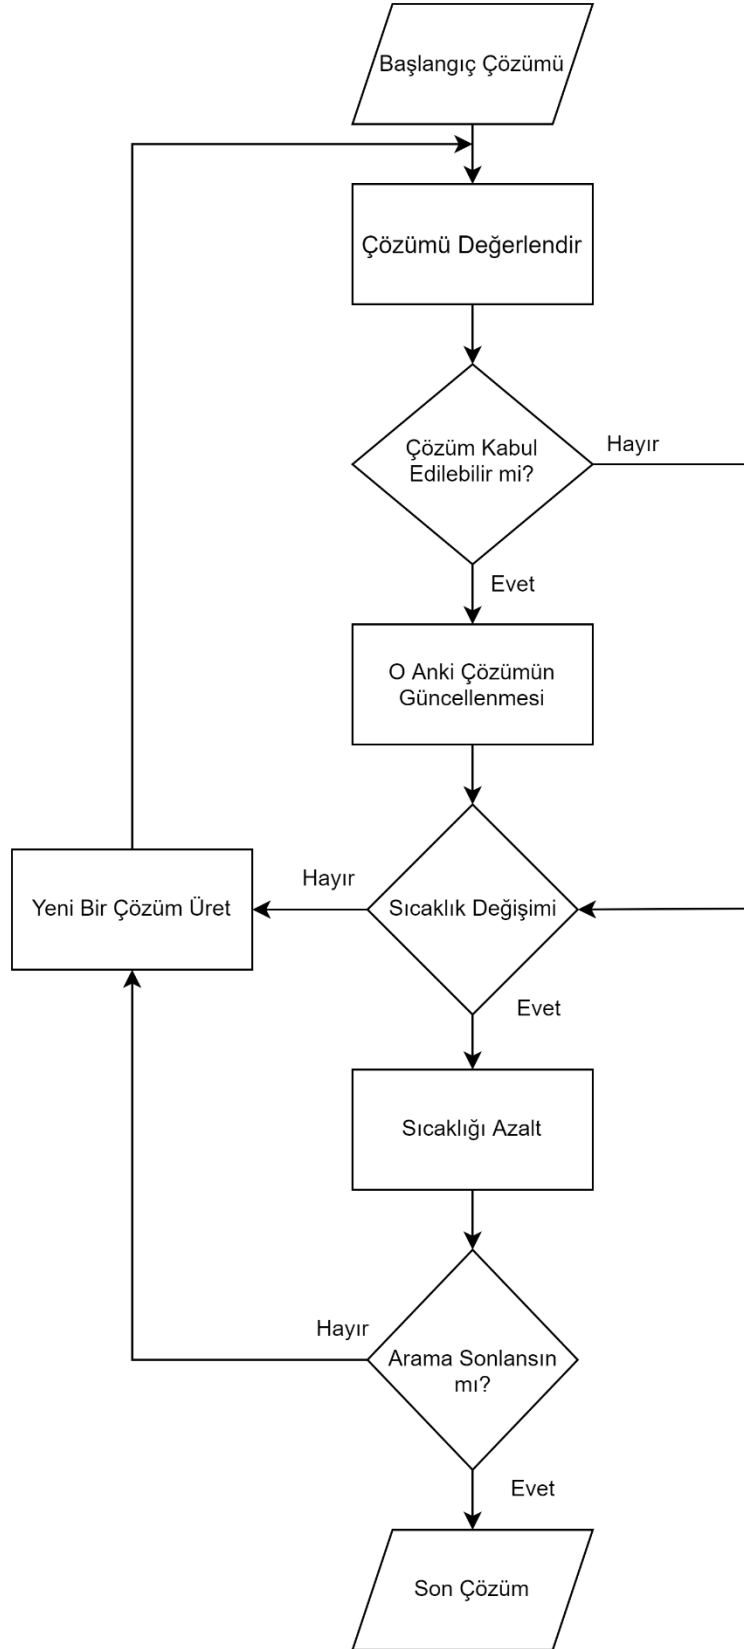 Başlangıç Çözümü
Çözümü Değerlendir
Çözüm Kabul
Edilebilir mi?
Hayır
Evet
O Anki Çözümün
Güncellenmesi
Hayır
Yeni Bir Çözüm Üret
Sıcaklık Değişimi
Evet
Sıcaklığı Azalt
Hayır
Arama Sonlansın
mı?
Evet
Son Çözüm